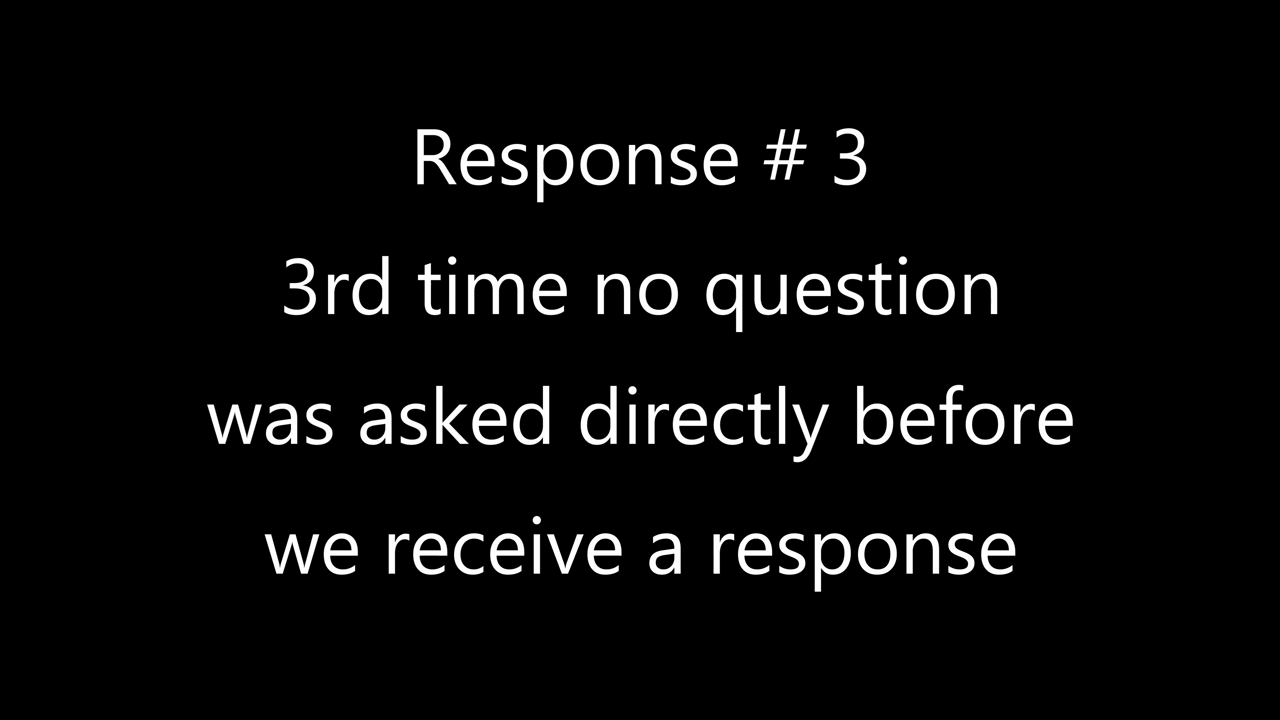 Response # 3
3rd time no question
was asked directly before
we receive a response